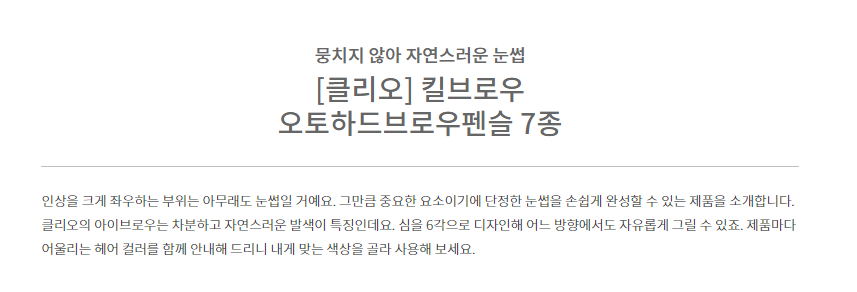 뭉치지 않아 자연스러운 눈썹
[클리오] 킬브로우
오토하드브로우펜슬 7종
인상을 크게 좌우하는 부위는 아무래도 눈썹일 거예요. 그만큼 중요한 요소이기에 단정한 눈썹을 손쉽게 완성할 수 있는 제품을 소개합니다.
클리오의 아이브로우는 차분하고 자연스러운 발색이 특징인데요. 심을 6각으로 디자인해 어느 방향에서도 자유롭게 그릴 수 있죠. 제품마다
어울리는 헤어 컬러를 함께 안내해 드리니 내게 맞는 색상을 골라 사용해 보세요.